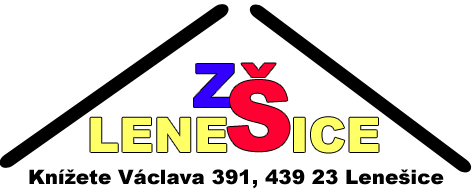 ZŠ
LENEŠICE
Knížete Václava 391, 439 23 Lenešice